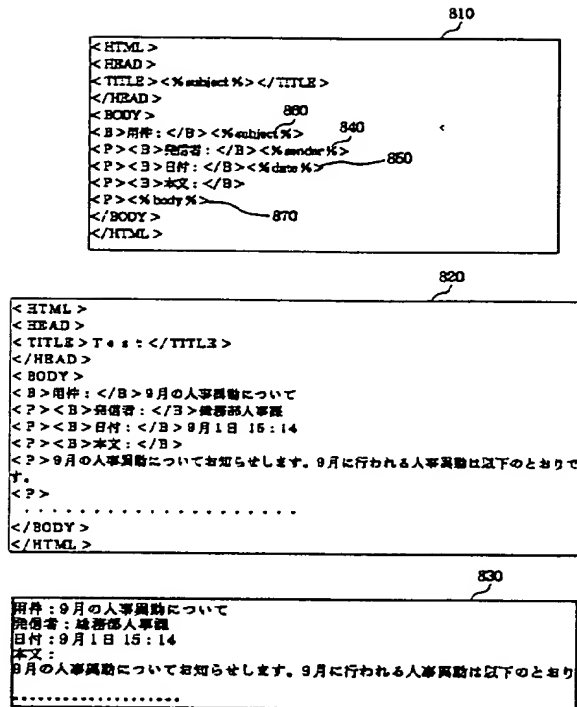 810
<HTML>
<HEAD>
<TITLE><%subject%></TITLE>
</HEAD>
<BODY>
860
<B>用件：</B><%subject%>
840
<P><B>発信者：</B><%sender%>
<P><B>日付：</B><%date%>
850
<P><B>本文：</B>
<P><%body%>
870
</BODY>
</HTML>
820
<HTML>
<HEAD>
<TITLE>Test</TITLE>
</HEAD>
<BODY>
<B>用件：</B>9月の人事異動について
<P><B>発信者：</B>総務部人事課
<P><B>日付：</B>9月1日 15:14
<P><B>本文：</B>
<P>9月の人事異動についてお知らせします。9月に行われる人事異動は以下のとおりで
す。
<P>
. . . . . . . . . . . . . . . . . . . . . .
</BODY>
</HTML>
830
用件：9月の人事異動について
発信者：総務部人事課
日付：9月1日 15:14
本文：
9月の人事異動についてお知らせします。9月に行われる人事異動は以下のとおり
. . . . . . . . . . . . . . . . . . .